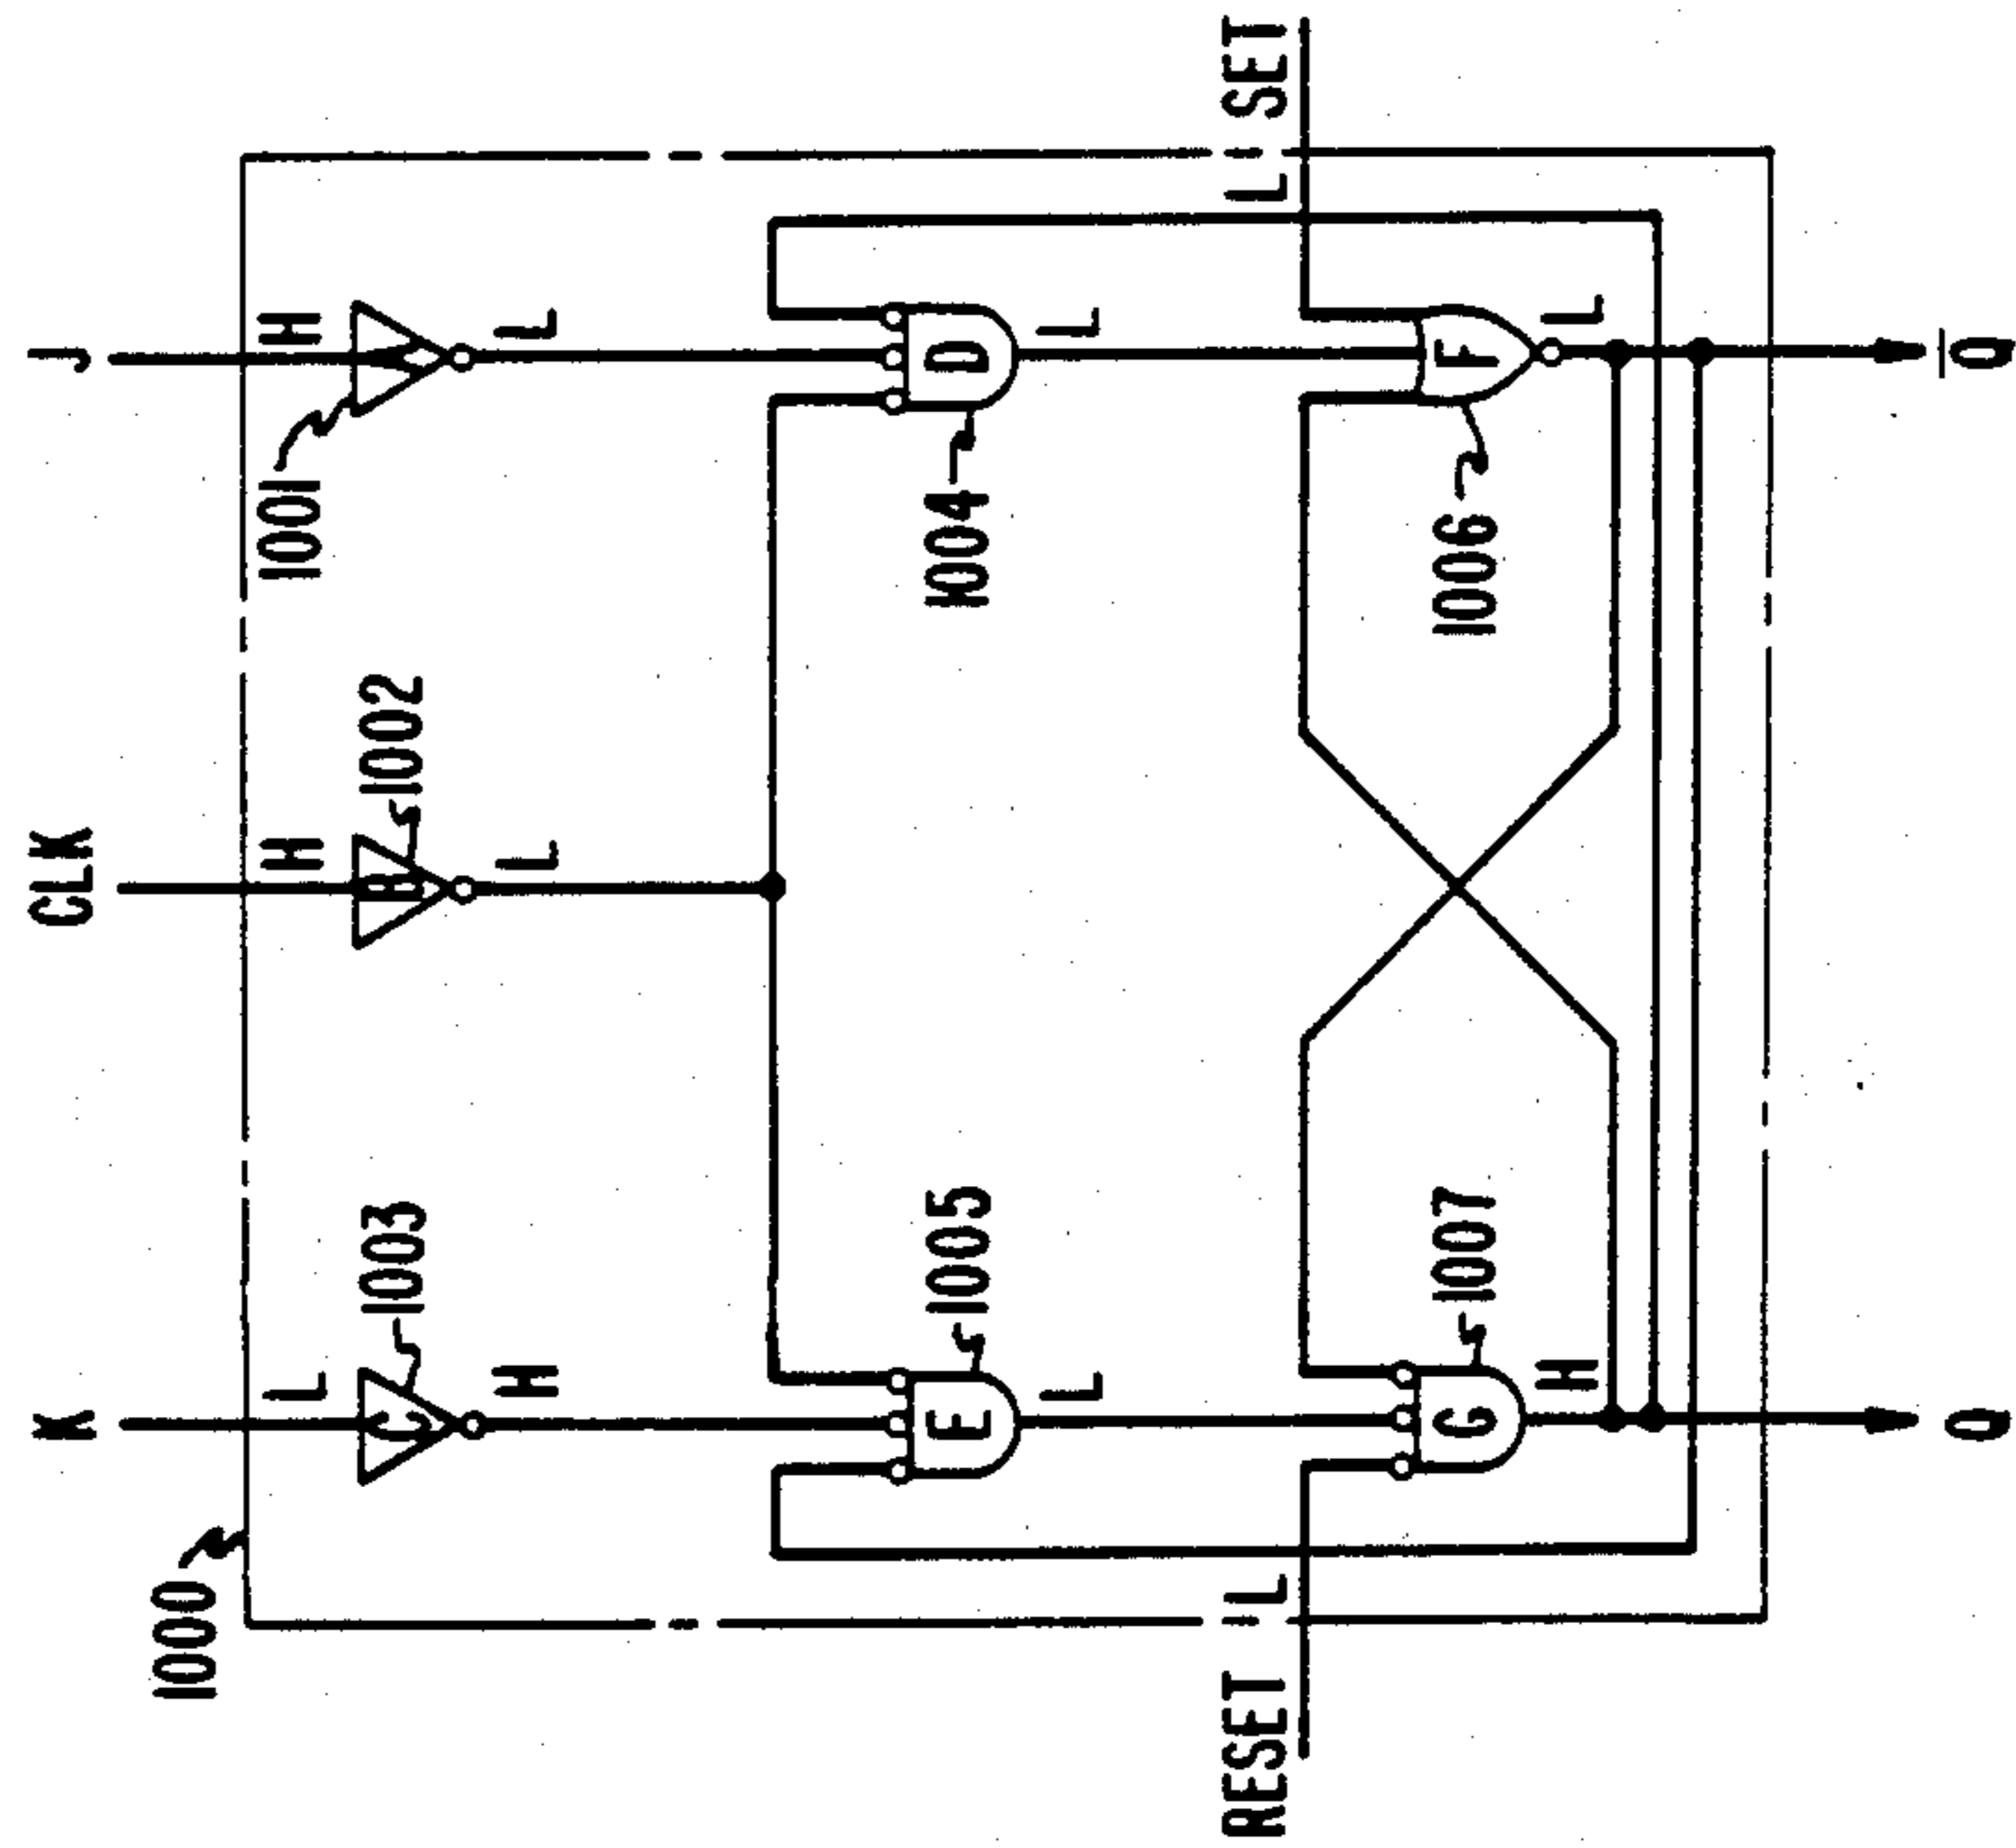 K CLK J
1000
L H 1001 H
C 1003 B 1002 A
H L L
E 1005 1004 D
L L
RESET L L SET
G 1007 1006 F
H L
Q Q̅